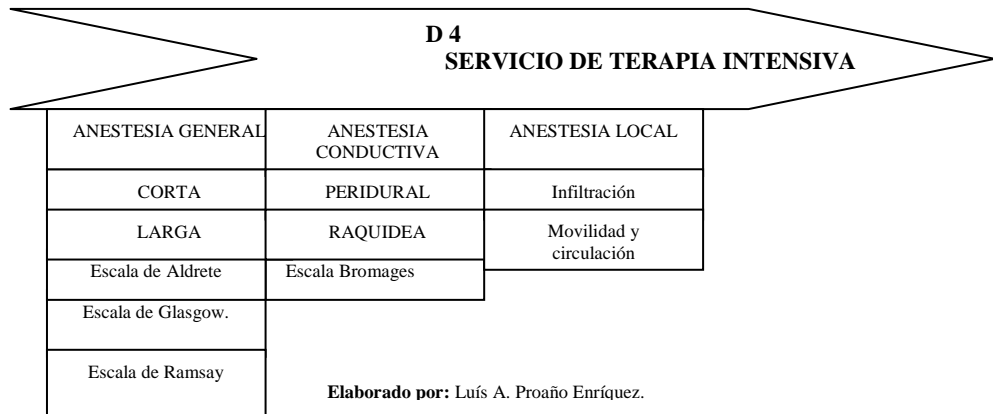 D 4
SERVICIO DE TERAPIA INTENSIVA
ANESTESIA GENERAL
ANESTESIA
CONDUCTIVA
ANESTESIA LOCAL
CORTA
PERIDURAL
Infiltración
LARGA
RAQUIDEA
Movilidad y
circulación
Escala de Aldrete
Escala Bromages
Escala de Glasgow.
Escala de Ramsay
Elaborado por: Luís A. Proaño Enríquez.